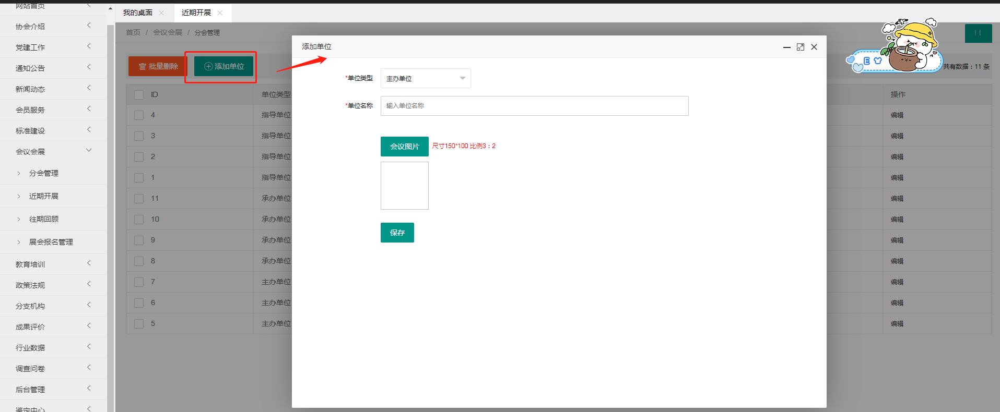 网站首页
协会介绍
党建工作
通知公告
新闻动态
会员服务
标准建设
会议会展
分会管理
近期开展
往期回顾
展会报名管理
教育培训
政策法规
分支机构
成果评价
行业数据
调查问卷
后台管理
鉴定中心
我的桌面
近期开展
首页 / 会议会展 / 分会管理
批量删除
添加单位
共有数据：11 条
ID 单位类型 操作
4 指导单位 编辑
3 指导单位 编辑
2 指导单位 编辑
1 指导单位 编辑
11 承办单位 编辑
10 承办单位 编辑
9 承办单位 编辑
8 承办单位 编辑
7 主办单位 编辑
6 主办单位 编辑
5 主办单位 编辑
添加单位
*单位类型 主办单位
*单位名称 输入单位名称
会议图片 尺寸150*100 比例3：2
保存
E